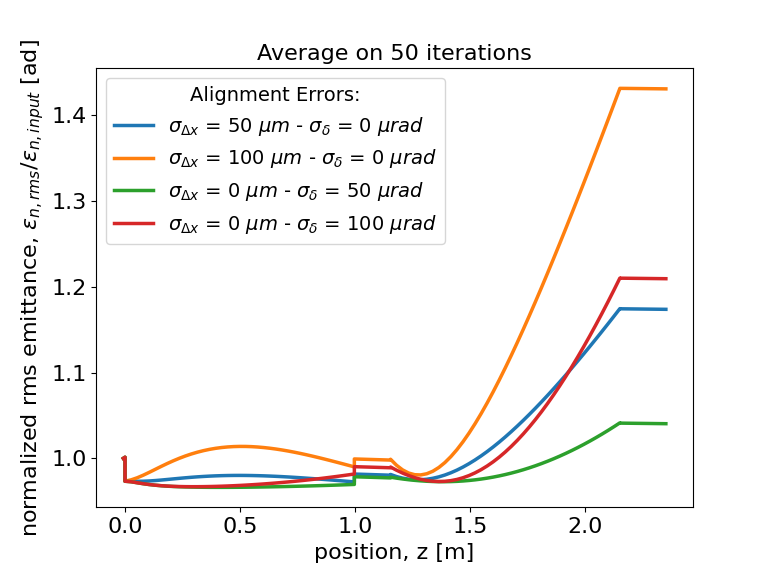 Average on 50 iterations
normalized rms emittance, εn,rms/εn,input [ad]
1.4
1.3
1.2
1.1
1.0
Alignment Errors:
σΔx = 50 μm - σδ = 0 μrad
σΔx = 100 μm - σδ = 0 μrad
σΔx = 0 μm - σδ = 50 μrad
σΔx = 0 μm - σδ = 100 μrad
0.0 0.5 1.0 1.5 2.0
position, z [m]